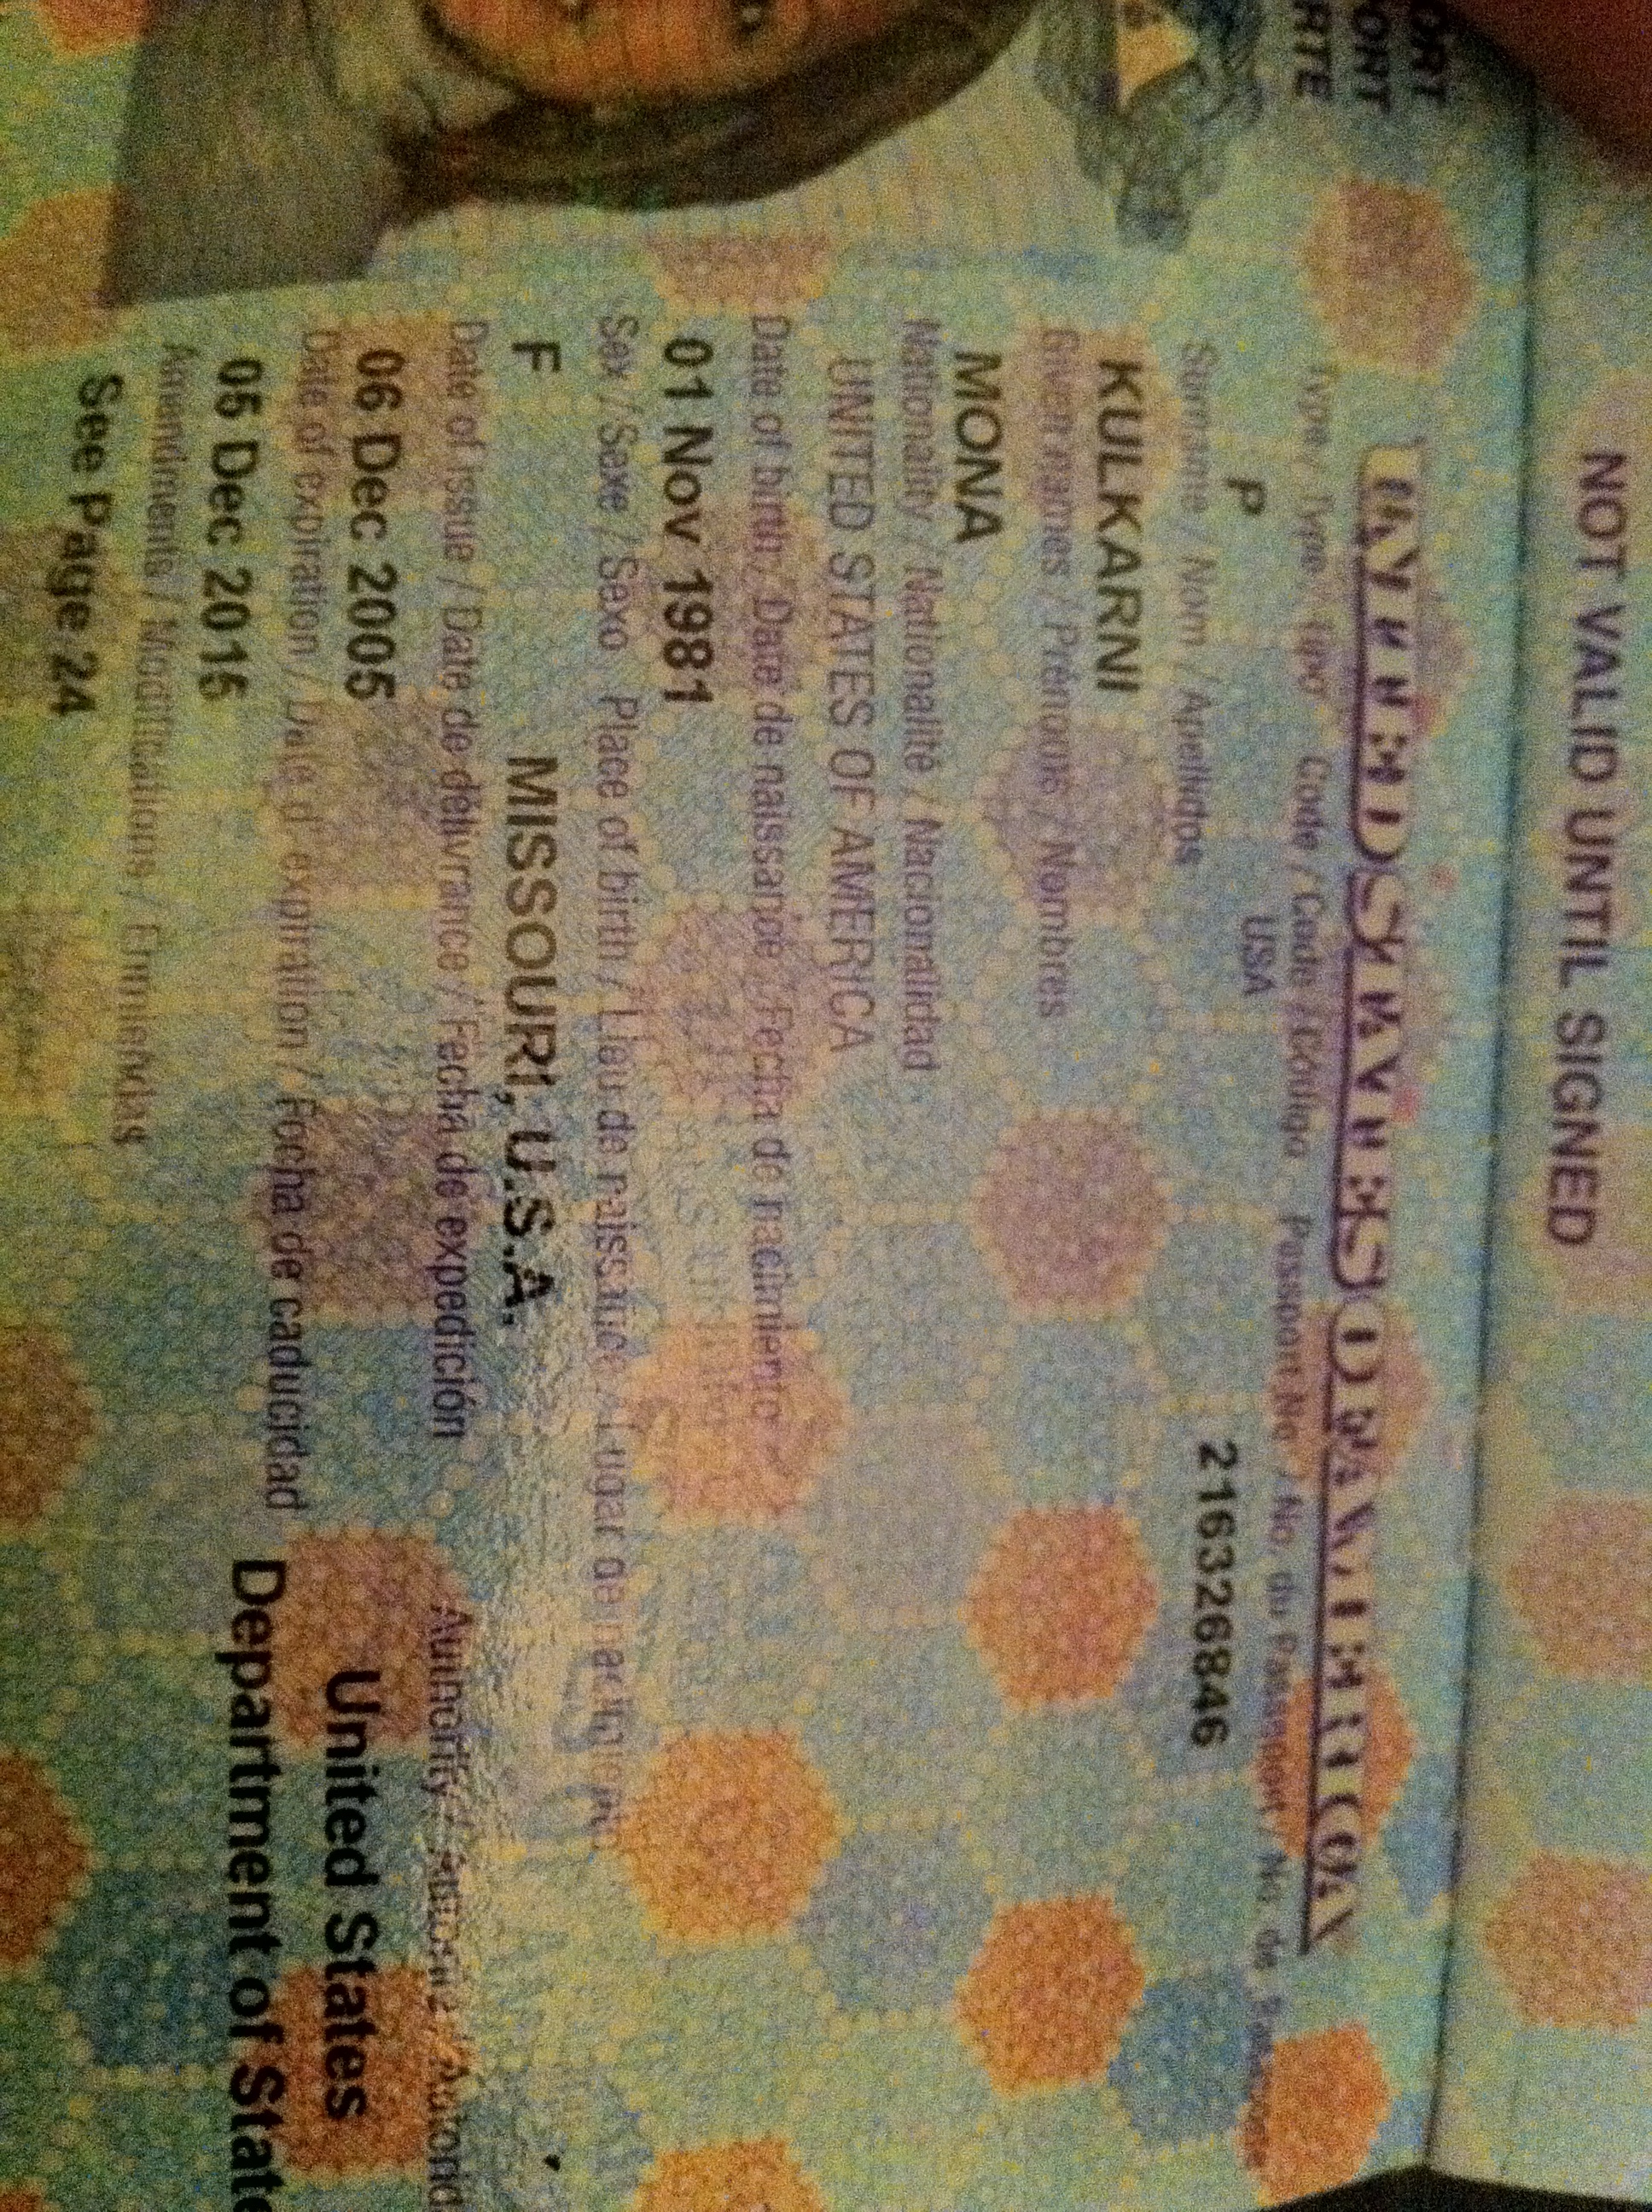 NOT VALID UNTIL SIGNED
UNITED STATES OF AMERICA
Type / Type / Tipo Code / Code / Código Passport No. / No. du Passeport / No. de
P USA 216326846
Surname / Nom / Apellidos
KULKARNI
Given names / Prénoms / Nombres
MONA
Nationality / Nationalité / Nacionalidad
UNITED STATES OF AMERICA
Date of birth / Date de naissance / Fecha de nacimiento
01 Nov 1981
Sex / Sexe / Sexo Place of birth / Lieu de naissance / Lugar de nacimiento
F MISSOURI, U.S.A.
Date of issue / Date de délivrance / Fecha de expedición Authority / Autorité /
06 Dec 2005 United States
Date of expiration / Date d'expiration / Fecha de caducidad
05 Dec 2015 Department of State
Amendments / Modifications / Enmiendas
See Page 24